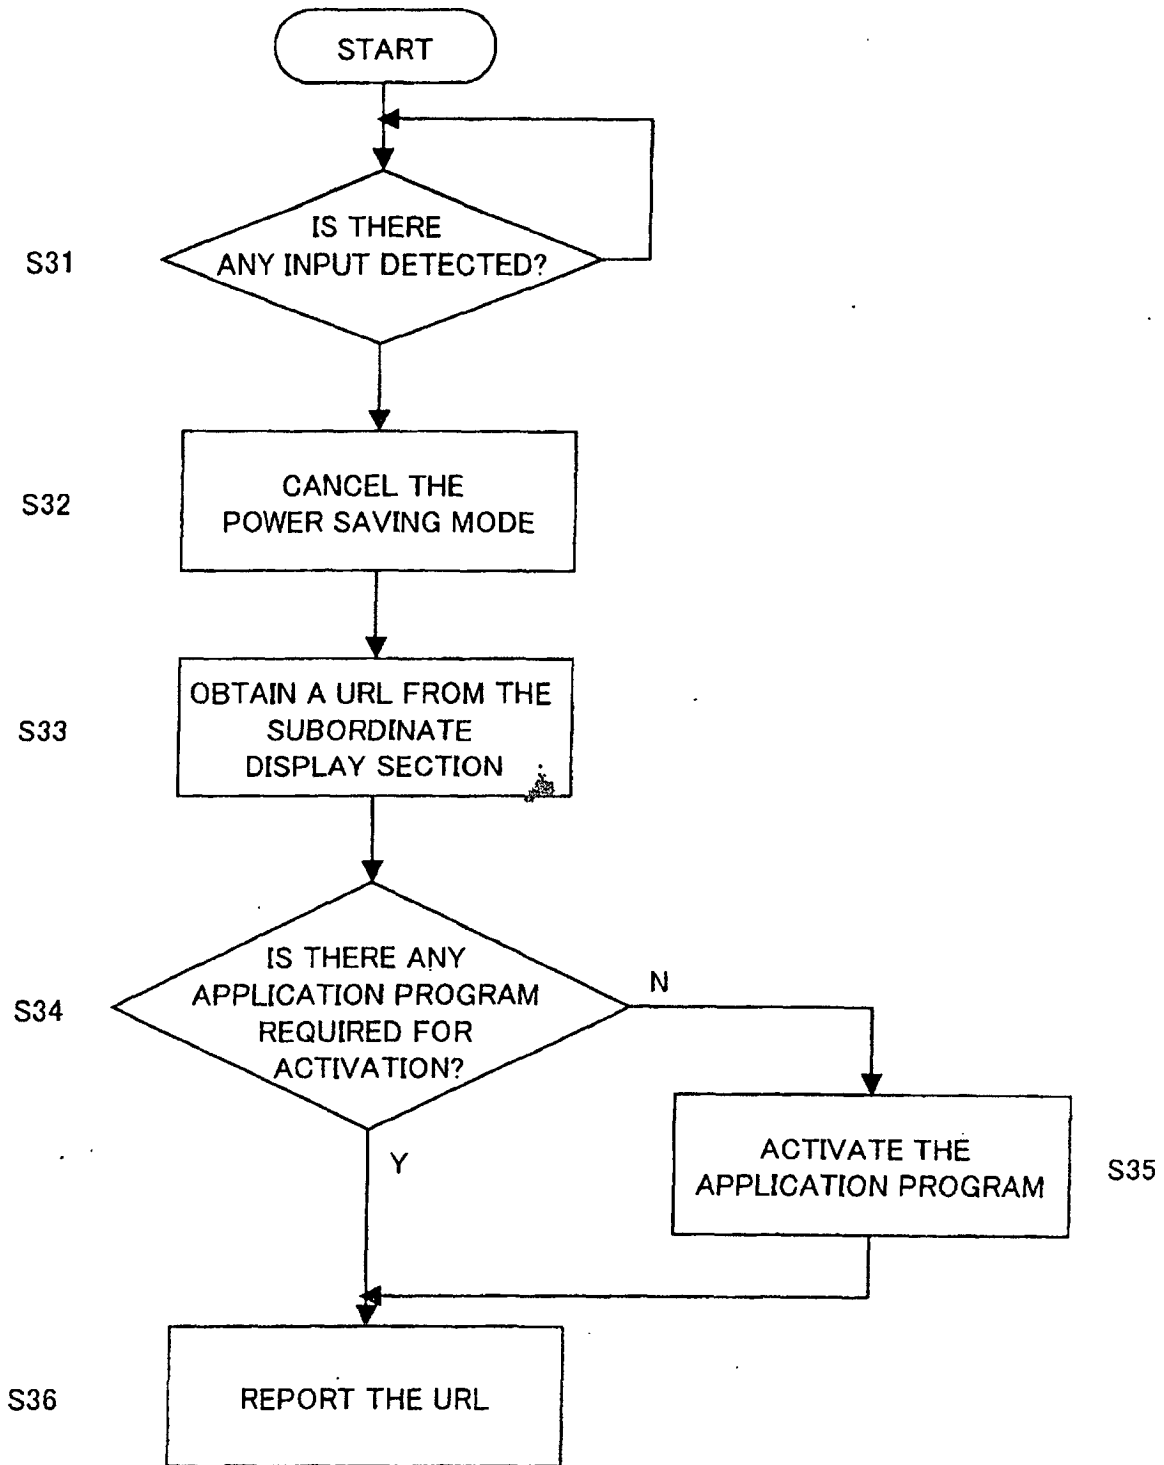 START
IS THERE
ANY INPUT DETECTED?
S31
CANCEL THE
POWER SAVING MODE
S32
OBTAIN A URL FROM THE
SUBORDINATE
DISPLAY SECTION
S33
IS THERE ANY
APPLICATION PROGRAM
REQUIRED FOR
ACTIVATION?
S34
N
Y
ACTIVATE THE
APPLICATION PROGRAM
S35
REPORT THE URL
S36